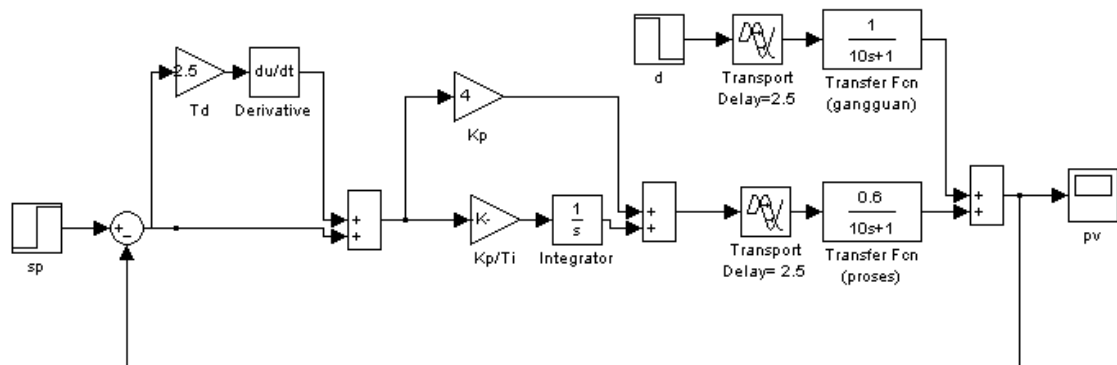 2.5
Td
du/dt
Derivative
sp
+
−
+
+
4
Kp
K-
Kp/Ti
1
s
Integrator
+
+
d
Transport
Delay=2.5
1
10s+1
Transfer Fcn
(gangguan)
Transport
Delay= 2.5
0.6
10s+1
Transfer Fcn
(proses)
+
+
pv